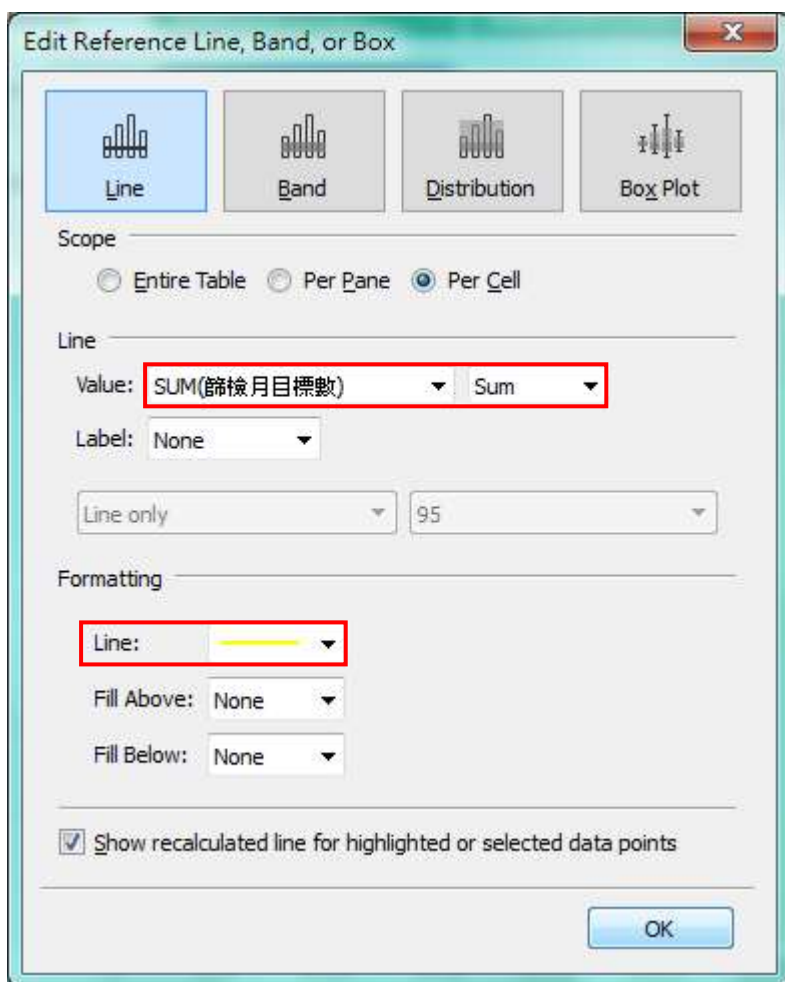 Edit Reference Line, Band, or Box
Line Band Distribution Box Plot
Scope
Entire Table Per Pane Per Cell
Line
Value: SUM(篩檢月目標數) Sum
Label: None
Line only 95
Formatting
Line:
Fill Above: None
Fill Below: None
Show recalculated line for highlighted or selected data points
OK